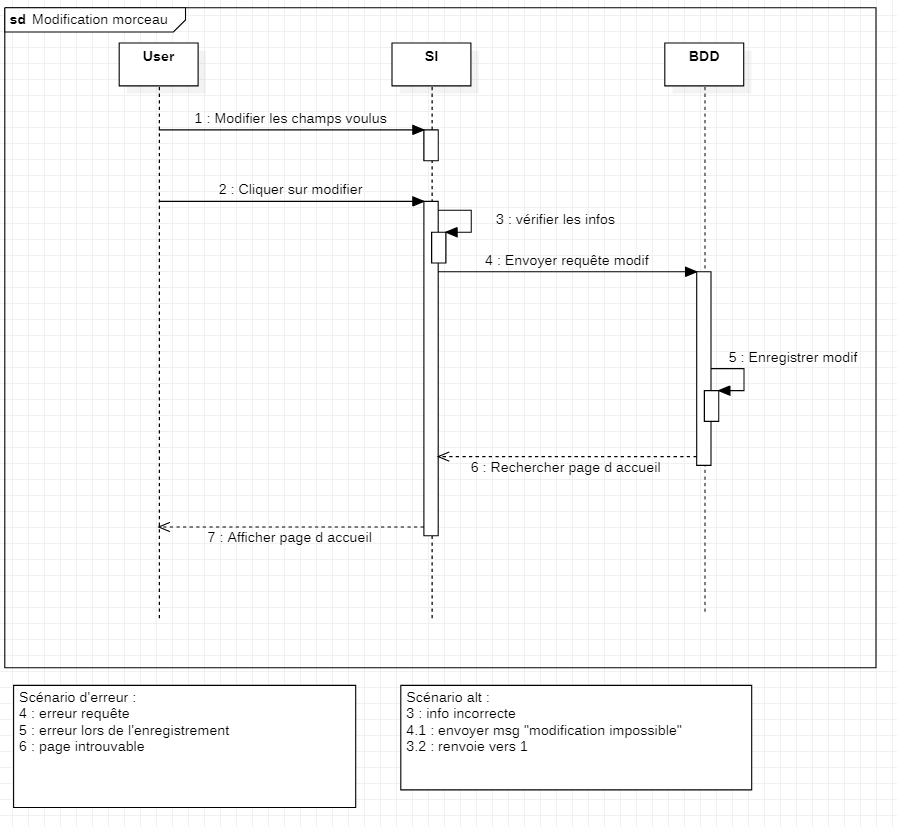 sd Modification morceau
User
SI
BDD
1 : Modifier les champs voulus
2 : Cliquer sur modifier
3 : vérifier les infos
4 : Envoyer requête modif
5 : Enregistrer modif
6 : Rechercher page d accueil
7 : Afficher page d accueil
Scénario d'erreur :
4 : erreur requête
5 : erreur lors de l'enregistrement
6 : page introuvable
Scénario alt :
3 : info incorrecte
4.1 : envoyer msg "modification impossible"
3.2 : renvoie vers 1